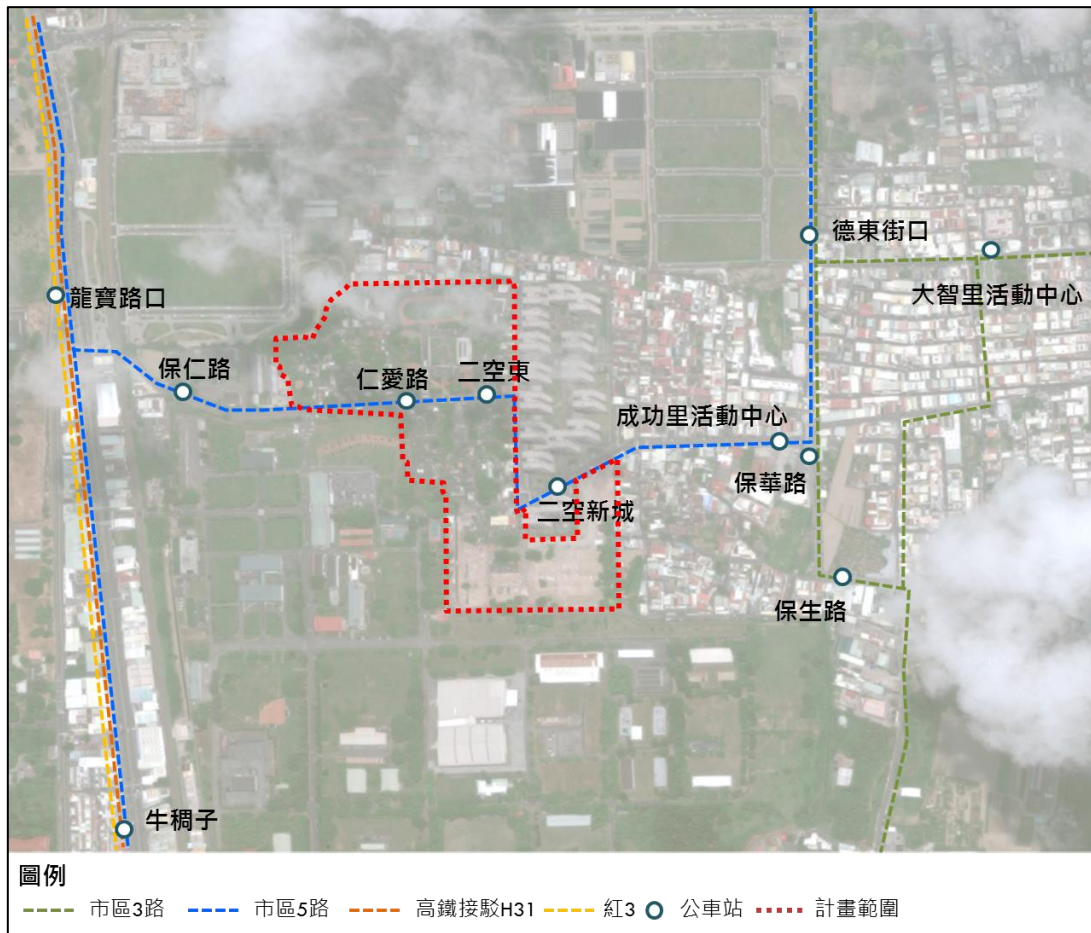 德東街口
大智里活動中心
龍寶路口
保仁路
仁愛路
二空東
成功里活動中心
保華路
二空新城
保生路
牛稠子
圖例
市區3路 市區5路 高鐵接駁H31 紅3 公車站 計畫範圍